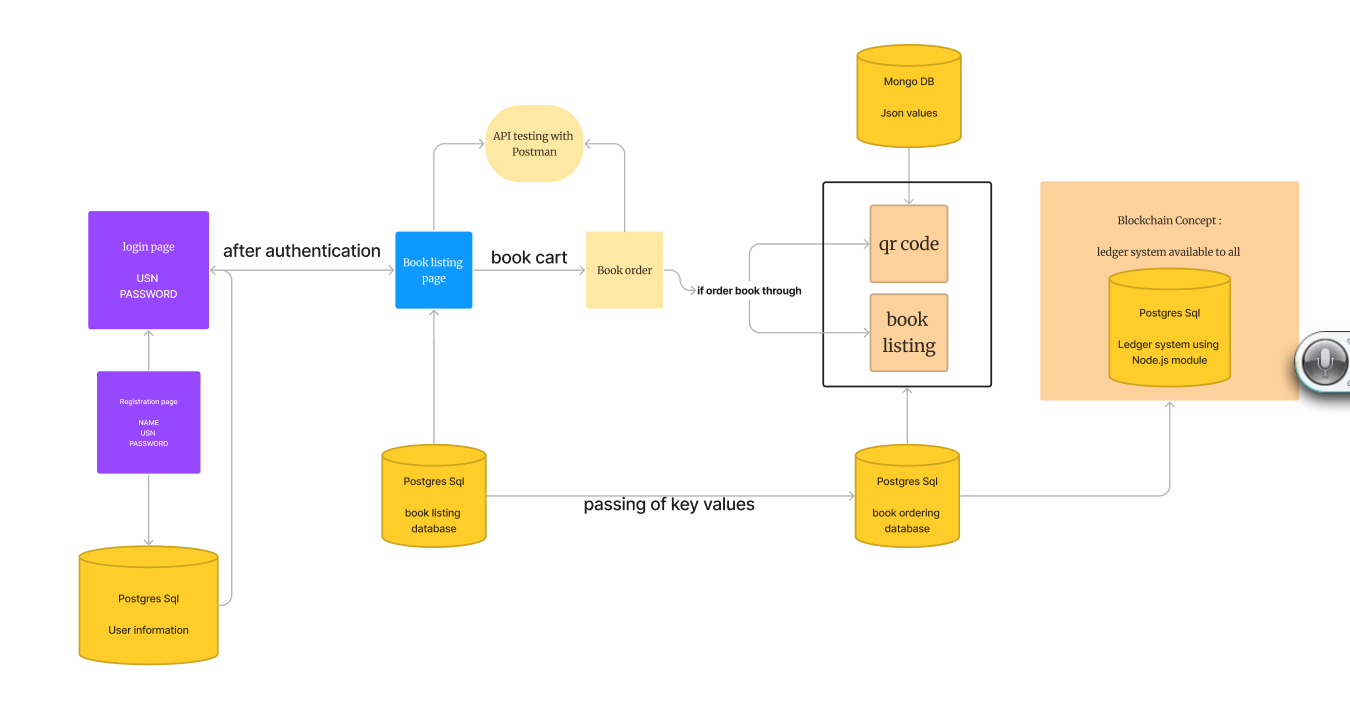 Mongo DB
Json values
API testing with
Postman
login page
USN
PASSWORD
after authentication
Book listing
page
book cart
Book order
if order book through
qr code
book
listing
Blockchain Concept :
ledger system available to all
Postgres Sql
Ledger system using
Node.js module
Registration page
NAME
USN
PASSWORD
Postgres Sql
book listing
database
passing of key values
Postgres Sql
book ordering
database
Postgres Sql
User information